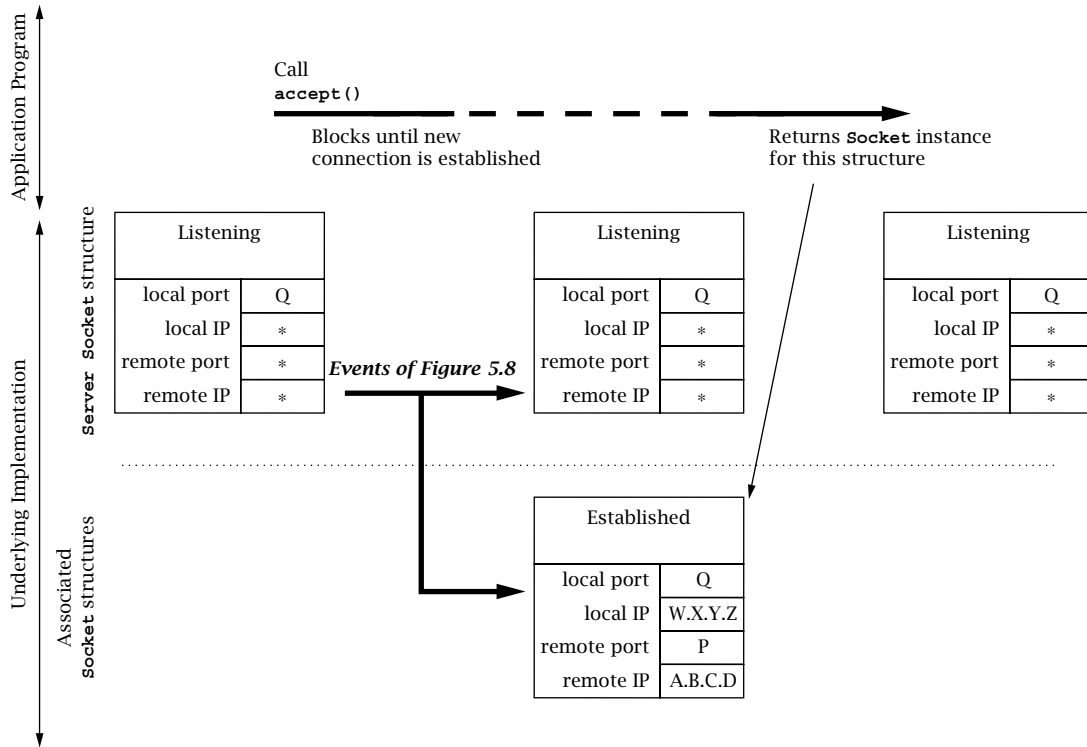 Application Program
Call
accept()
Blocks until new
connection is established
Returns Socket instance
for this structure
Underlying Implementation
Server Socket structure
Listening
local port Q
local IP *
remote port *
remote IP *
Events of Figure 5.8
Listening
local port Q
local IP *
remote port *
remote IP *
Listening
local port Q
local IP *
remote port *
remote IP *
Associated
Socket structures
Established
local port Q
local IP W.X.Y.Z
remote port P
remote IP A.B.C.D